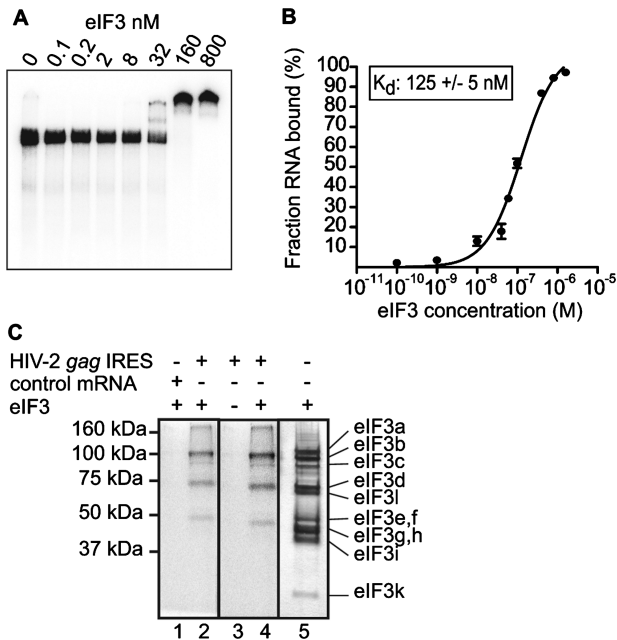 A
eIF3 nM
0 0.1 0.2 2 8 32 160 800
B
Fraction RNA bound (%)
100
90
80
70
60
50
40
30
20
10
Kd: 125 +/- 5 nM
10-11 10-10 10-9 10-8 10-7 10-6 10-5
eIF3 concentration (M)
C
HIV-2 gag IRES - + + + -
control mRNA + - - - -
eIF3 + + - + +
160 kDa
100 kDa
75 kDa
50 kDa
37 kDa
eIF3a
eIF3b
eIF3c
eIF3d
eIF3l
eIF3e,f
eIF3g,h
eIF3i
eIF3k
1 2 3 4 5